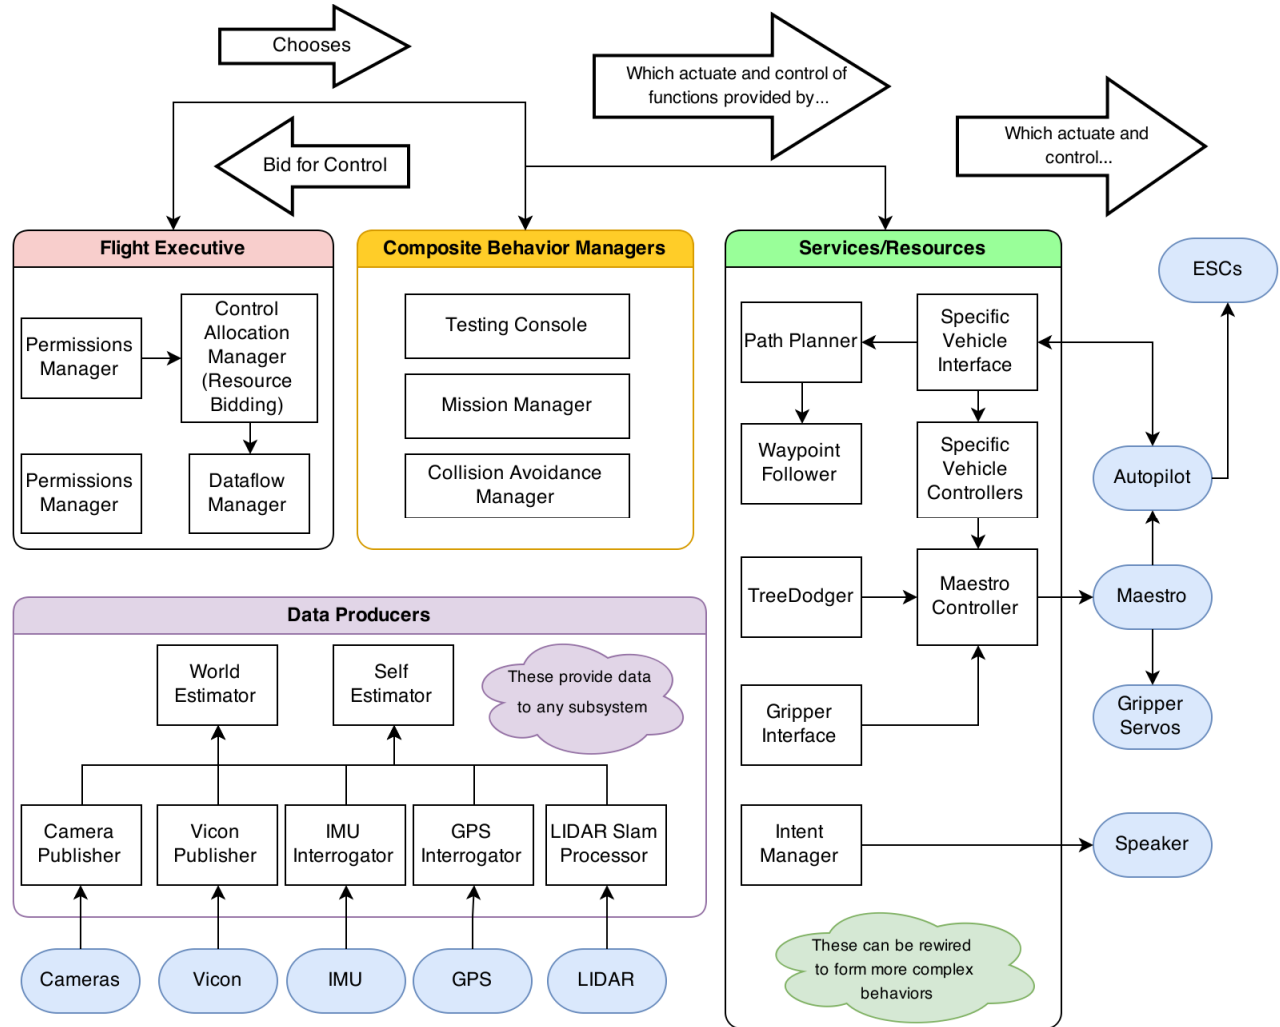 Chooses
Which actuate and control of
functions provided by...
Which actuate and
control...
Bid for Control
Flight Executive
Permissions
Manager
Control
Allocation
Manager
(Resource
Bidding)
Permissions
Manager
Dataflow
Manager
Composite Behavior Managers
Testing Console
Mission Manager
Collision Avoidance
Manager
Services/Resources
Path Planner
Specific
Vehicle
Interface
Waypoint
Follower
Specific
Vehicle
Controllers
TreeDodger
Maestro
Controller
Gripper
Interface
Intent
Manager
These can be rewired
to form more complex
behaviors
ESCs
Autopilot
Maestro
Gripper
Servos
Speaker
Data Producers
World
Estimator
Self
Estimator
These provide data
to any subsystem
Camera
Publisher
Vicon
Publisher
IMU
Interrogator
GPS
Interrogator
LIDAR Slam
Processor
Cameras
Vicon
IMU
GPS
LIDAR